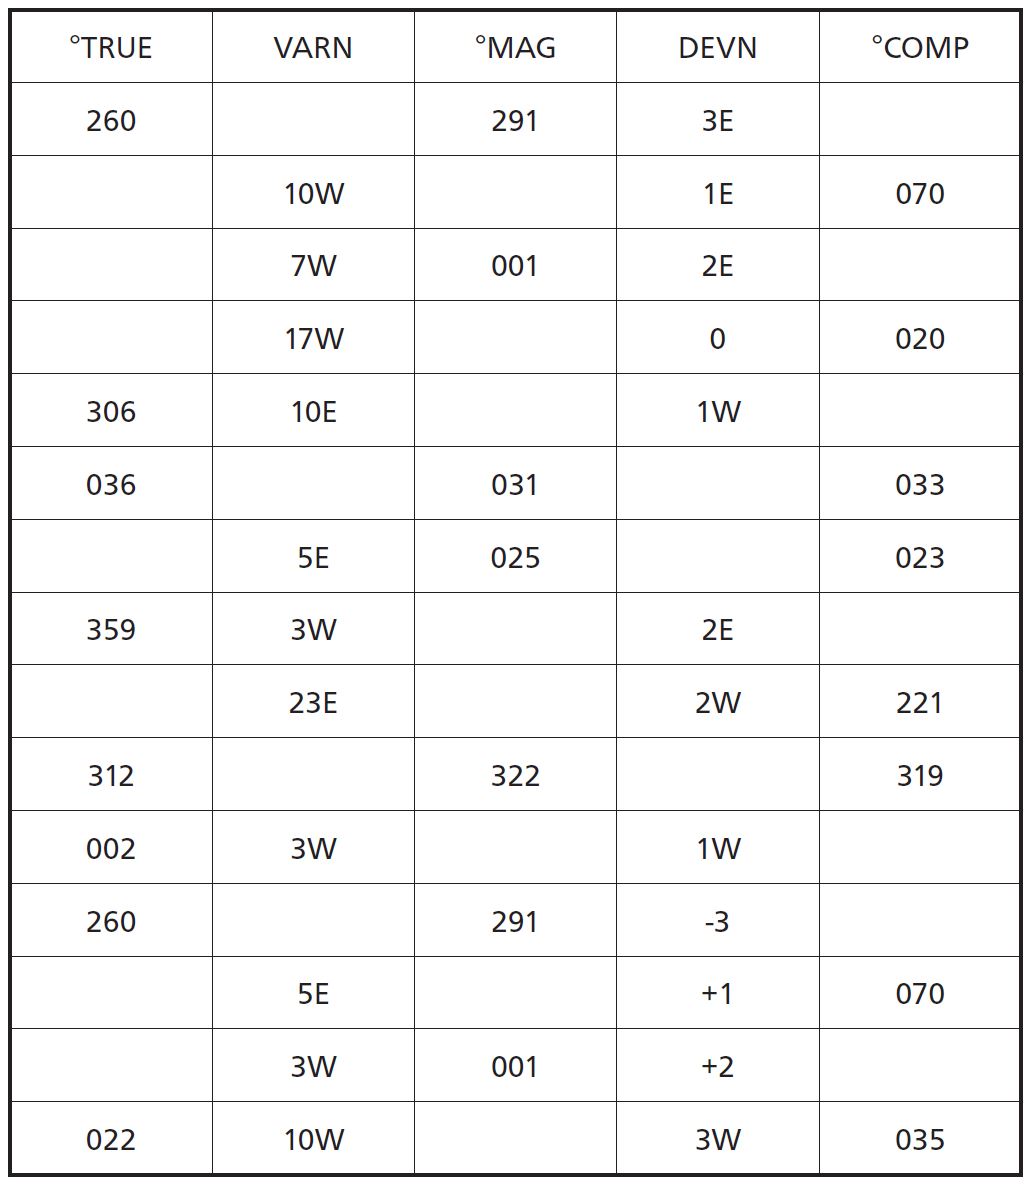 °TRUE VARN °MAG DEVN °COMP
260 291 3E
10W 1E 070
7W 001 2E
17W 0 020
306 10E 1W
036 031 033
5E 025 023
359 3W 2E
23E 2W 221
312 322 319
002 3W 1W
260 291 -3
5E +1 070
3W 001 +2
022 10W 3W 035